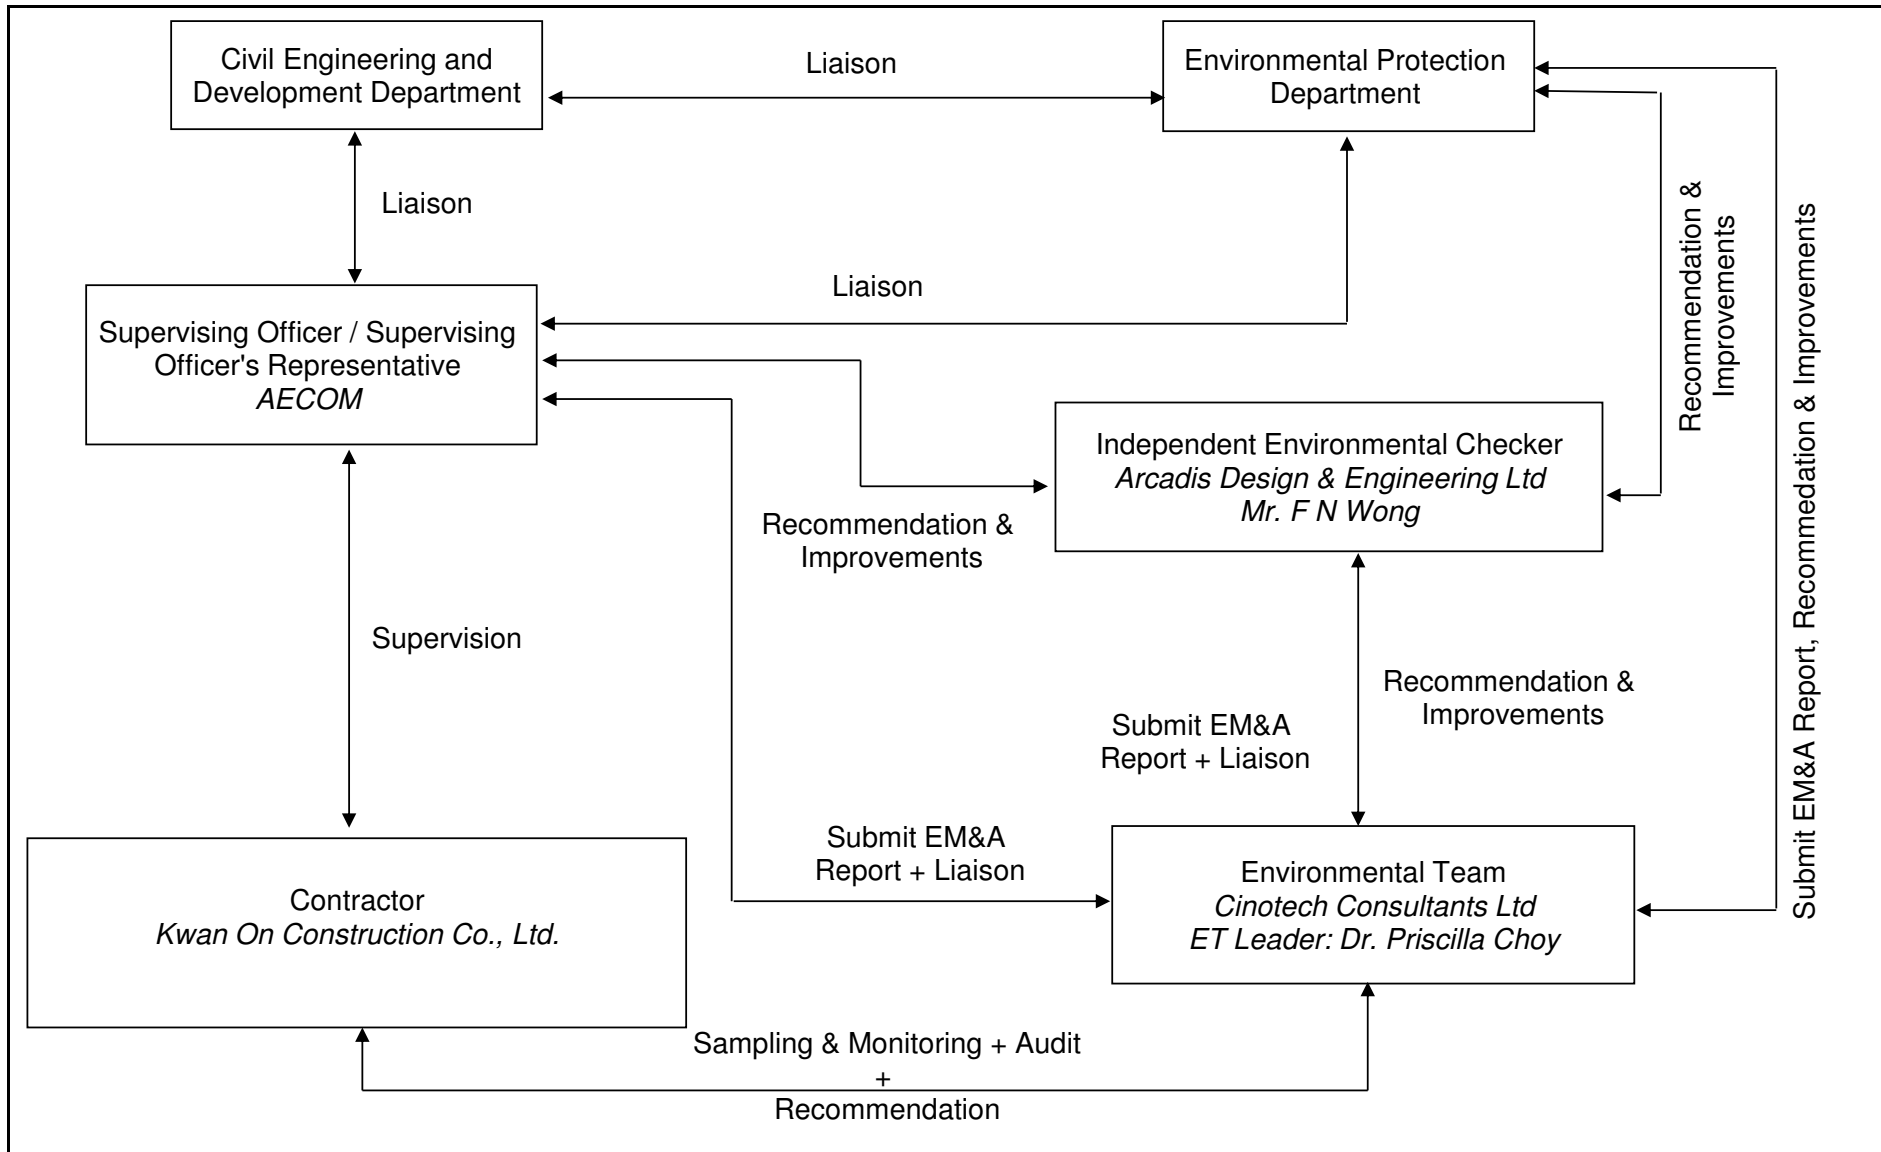 Civil Engineering and
Development Department
Liaison
Environmental Protection
Department
Liaison
Liaison
Recommendation &
Improvements
Submit EM&A Report, Recommedation & Improvements
Supervising Officer / Supervising
Officer's Representative
AECOM
Independent Environmental Checker
Arcadis Design & Engineering Ltd
Mr. F N Wong
Recommendation &
Improvements
Supervision
Recommendation &
Improvements
Submit EM&A
Report + Liaison
Submit EM&A
Report + Liaison
Contractor
Kwan On Construction Co., Ltd.
Environmental Team
Cinotech Consultants Ltd
ET Leader: Dr. Priscilla Choy
Sampling & Monitoring + Audit
+
Recommendation